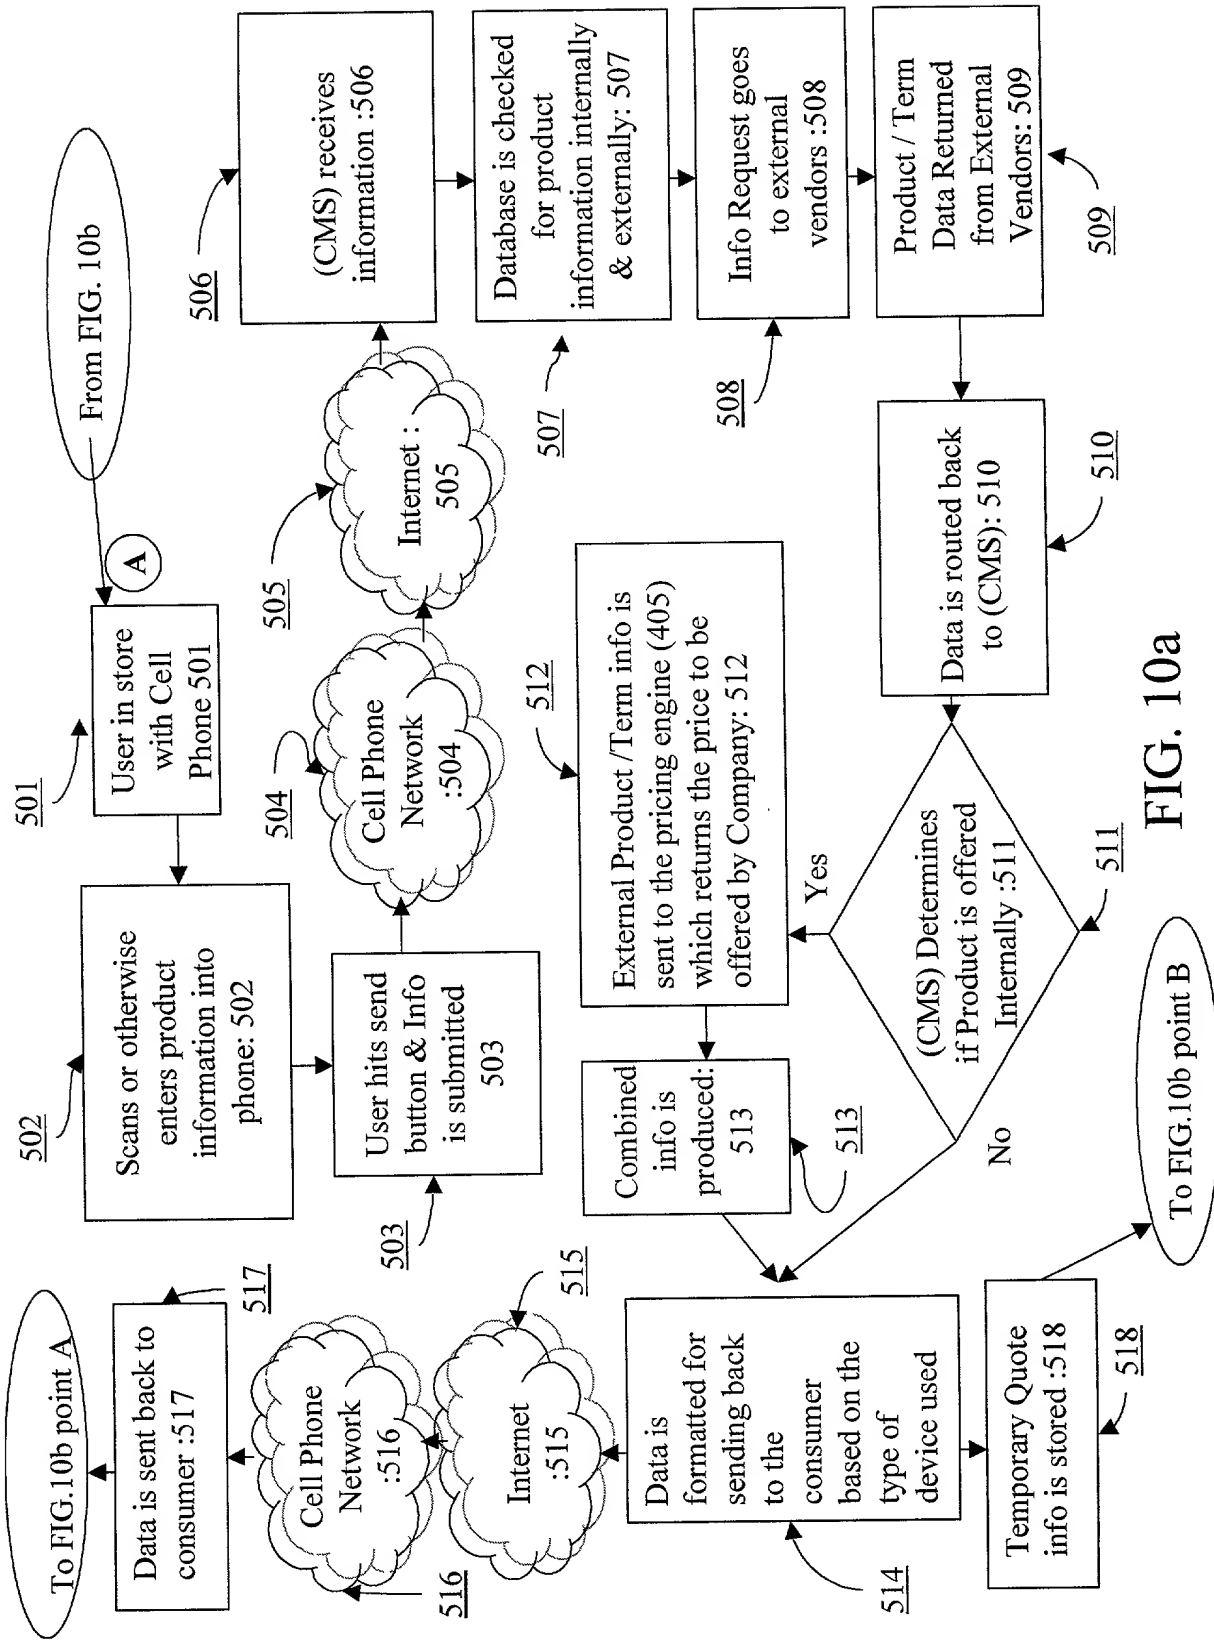 From FIG. 10b
A
501
User in store
with Cell
Phone 501
502
Scans or otherwise
enters product
information into
phone: 502
503
User hits send
button & Info
is submitted
503
504
Cell Phone
Network
:504
505
Internet :
505
506
(CMS) receives
information :506
507
Database is checked
for product
information internally
& externally: 507
508
Info Request goes
to external
vendors :508
509
Product / Term
Data Returned
from External
Vendors: 509
510
Data is routed back
to (CMS): 510
511
(CMS) Determines
if Product is offered
Internally :511
Yes
No
512
External Product /Term info is
sent to the pricing engine (405)
which returns the price to be
offered by Company: 512
513
Combined
info is
produced:
513
514
Data is
formatted for
sending back
to the
consumer
based on the
type of
device used
515
Internet
:515
516
Cell Phone
Network
:516
517
Data is sent back to
consumer :517
To FIG.10b point A
518
Temporary Quote
info is stored :518
To FIG.10b point B
FIG. 10a